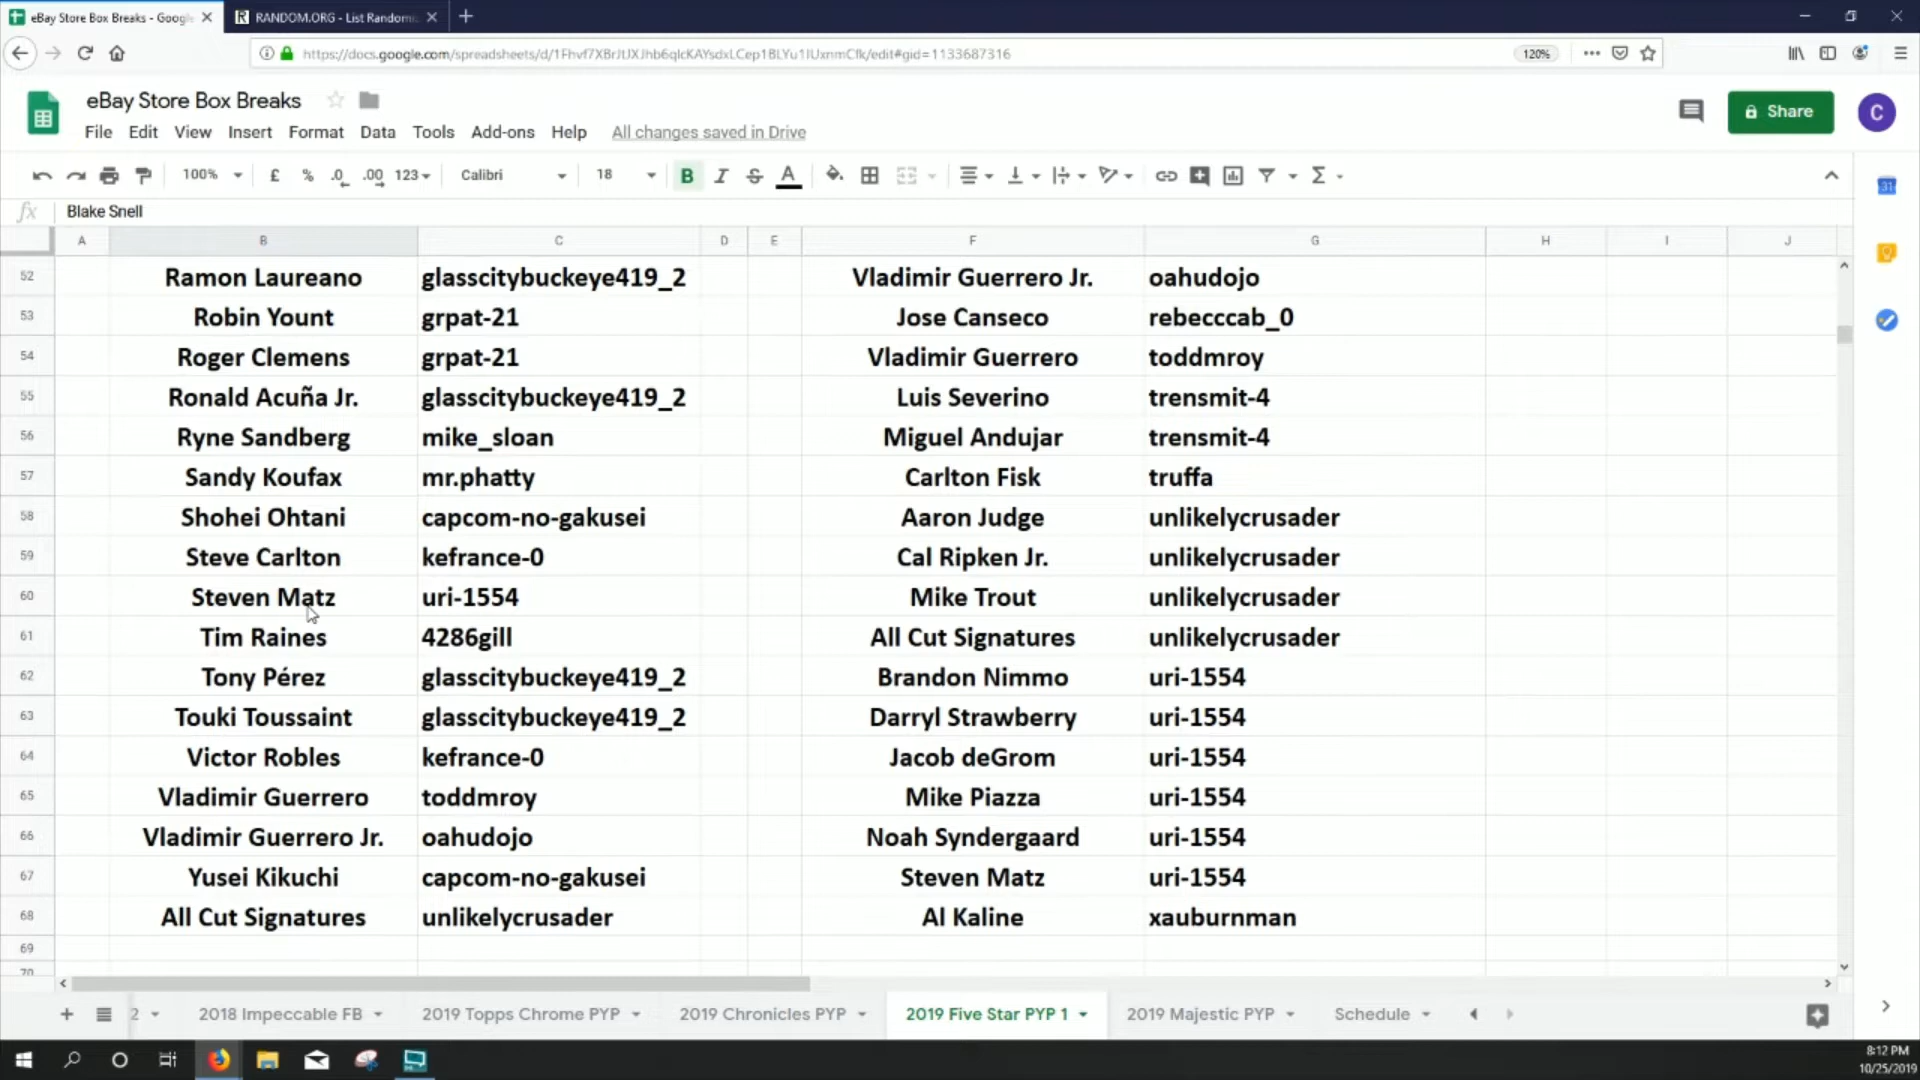 eBay Store Box Breaks - Googl
RANDOM.ORG - List Randomi
https://docs.google.com/spreadsheets/d/1Fhvf7XBrJtJXJhb6qlcKAYsdxLCep1BLYu1IUxnmCfk/edit#gid=1133687316
120%
eBay Store Box Breaks
Share
C
File Edit View Insert Format Data Tools Add-ons Help All changes saved in Drive
100% £ % .0 .00 123 Calibri 18 B I S A
fx Blake Snell
A B C D E F G H I J
52 Ramon Laureano glasscitybuckeye419_2 Vladimir Guerrero Jr. oahudojo
53 Robin Yount grpat-21 Jose Canseco rebecccab_0
54 Roger Clemens grpat-21 Vladimir Guerrero toddmroy
55 Ronald Acuña Jr. glasscitybuckeye419_2 Luis Severino trensmit-4
56 Ryne Sandberg mike_sloan Miguel Andujar trensmit-4
57 Sandy Koufax mr.phatty Carlton Fisk truffa
58 Shohei Ohtani capcom-no-gakusei Aaron Judge unlikelycrusader
59 Steve Carlton kefrance-0 Cal Ripken Jr. unlikelycrusader
60 Steven Matz uri-1554 Mike Trout unlikelycrusader
61 Tim Raines 4286gill All Cut Signatures unlikelycrusader
62 Tony Pérez glasscitybuckeye419_2 Brandon Nimmo uri-1554
63 Touki Toussaint glasscitybuckeye419_2 Darryl Strawberry uri-1554
64 Victor Robles kefrance-0 Jacob deGrom uri-1554
65 Vladimir Guerrero toddmroy Mike Piazza uri-1554
66 Vladimir Guerrero Jr. oahudojo Noah Syndergaard uri-1554
67 Yusei Kikuchi capcom-no-gakusei Steven Matz uri-1554
68 All Cut Signatures unlikelycrusader Al Kaline xauburnman
69
70
2 2018 Impeccable FB 2019 Topps Chrome PYP 2019 Chronicles PYP 2019 Five Star PYP 1 2019 Majestic PYP Schedule
8:12 PM
10/25/2019